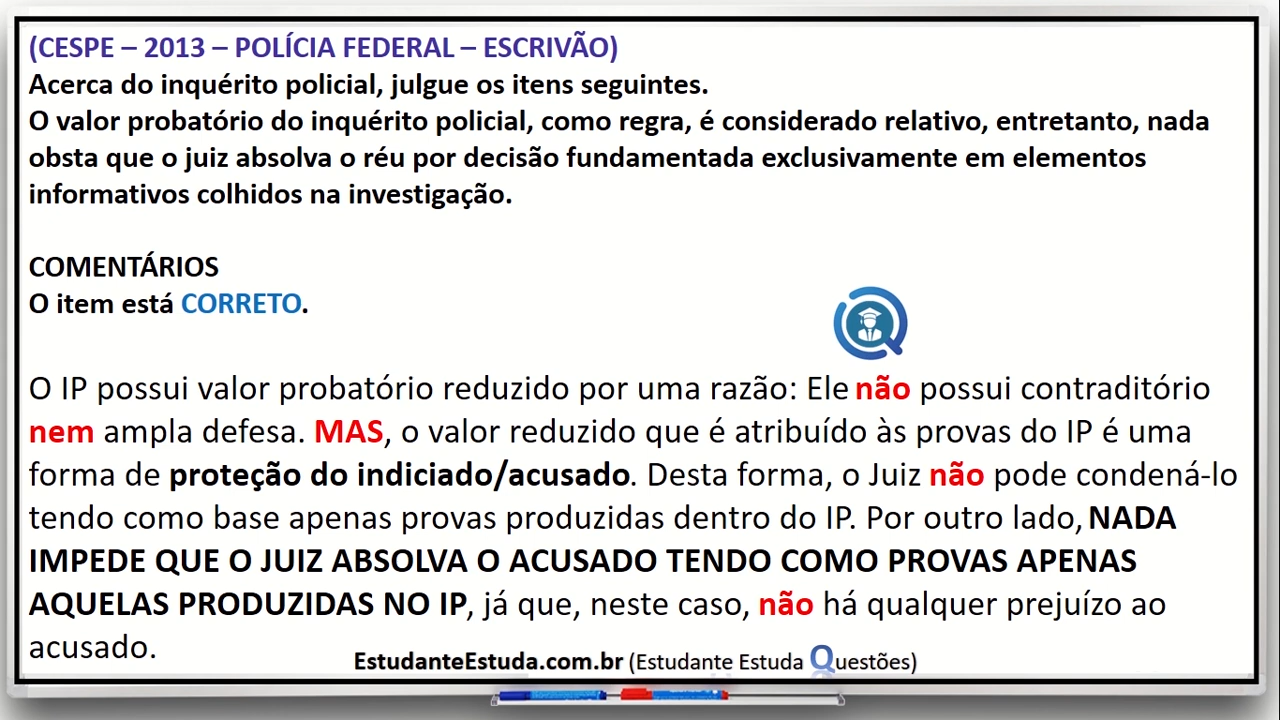 (CESPE – 2013 – POLÍCIA FEDERAL – ESCRIVÃO)
Acerca do inquérito policial, julgue os itens seguintes.
O valor probatório do inquérito policial, como regra, é considerado relativo, entretanto, nada
obsta que o juiz absolva o réu por decisão fundamentada exclusivamente em elementos
informativos colhidos na investigação.
COMENTÁRIOS
O item está CORRETO.
O IP possui valor probatório reduzido por uma razão: Ele não possui contraditório
nem ampla defesa. MAS, o valor reduzido que é atribuído às provas do IP é uma
forma de proteção do indiciado/acusado. Desta forma, o Juiz não pode condená-lo
tendo como base apenas provas produzidas dentro do IP. Por outro lado, NADA
IMPEDE QUE O JUIZ ABSOLVA O ACUSADO TENDO COMO PROVAS APENAS
AQUELAS PRODUZIDAS NO IP, já que, neste caso, não há qualquer prejuízo ao
acusado.
EstudanteEstuda.com.br (Estudante Estuda Questões)